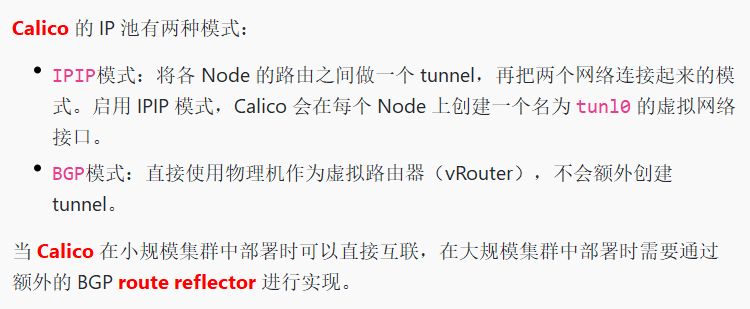 Calico 的 IP 池有两种模式：
IPIP模式：将各 Node 的路由之间做一个 tunnel，再把两个网络连接起来的模
式。启用 IPIP 模式，Calico 会在每个 Node 上创建一个名为 tunl0 的虚拟网络
接口。
BGP模式：直接使用物理机作为虚拟路由器（vRouter），不会额外创建
tunnel。
当 Calico 在小规模集群中部署时可以直接互联，在大规模集群中部署时需要通过
额外的 BGP route reflector 进行实现。